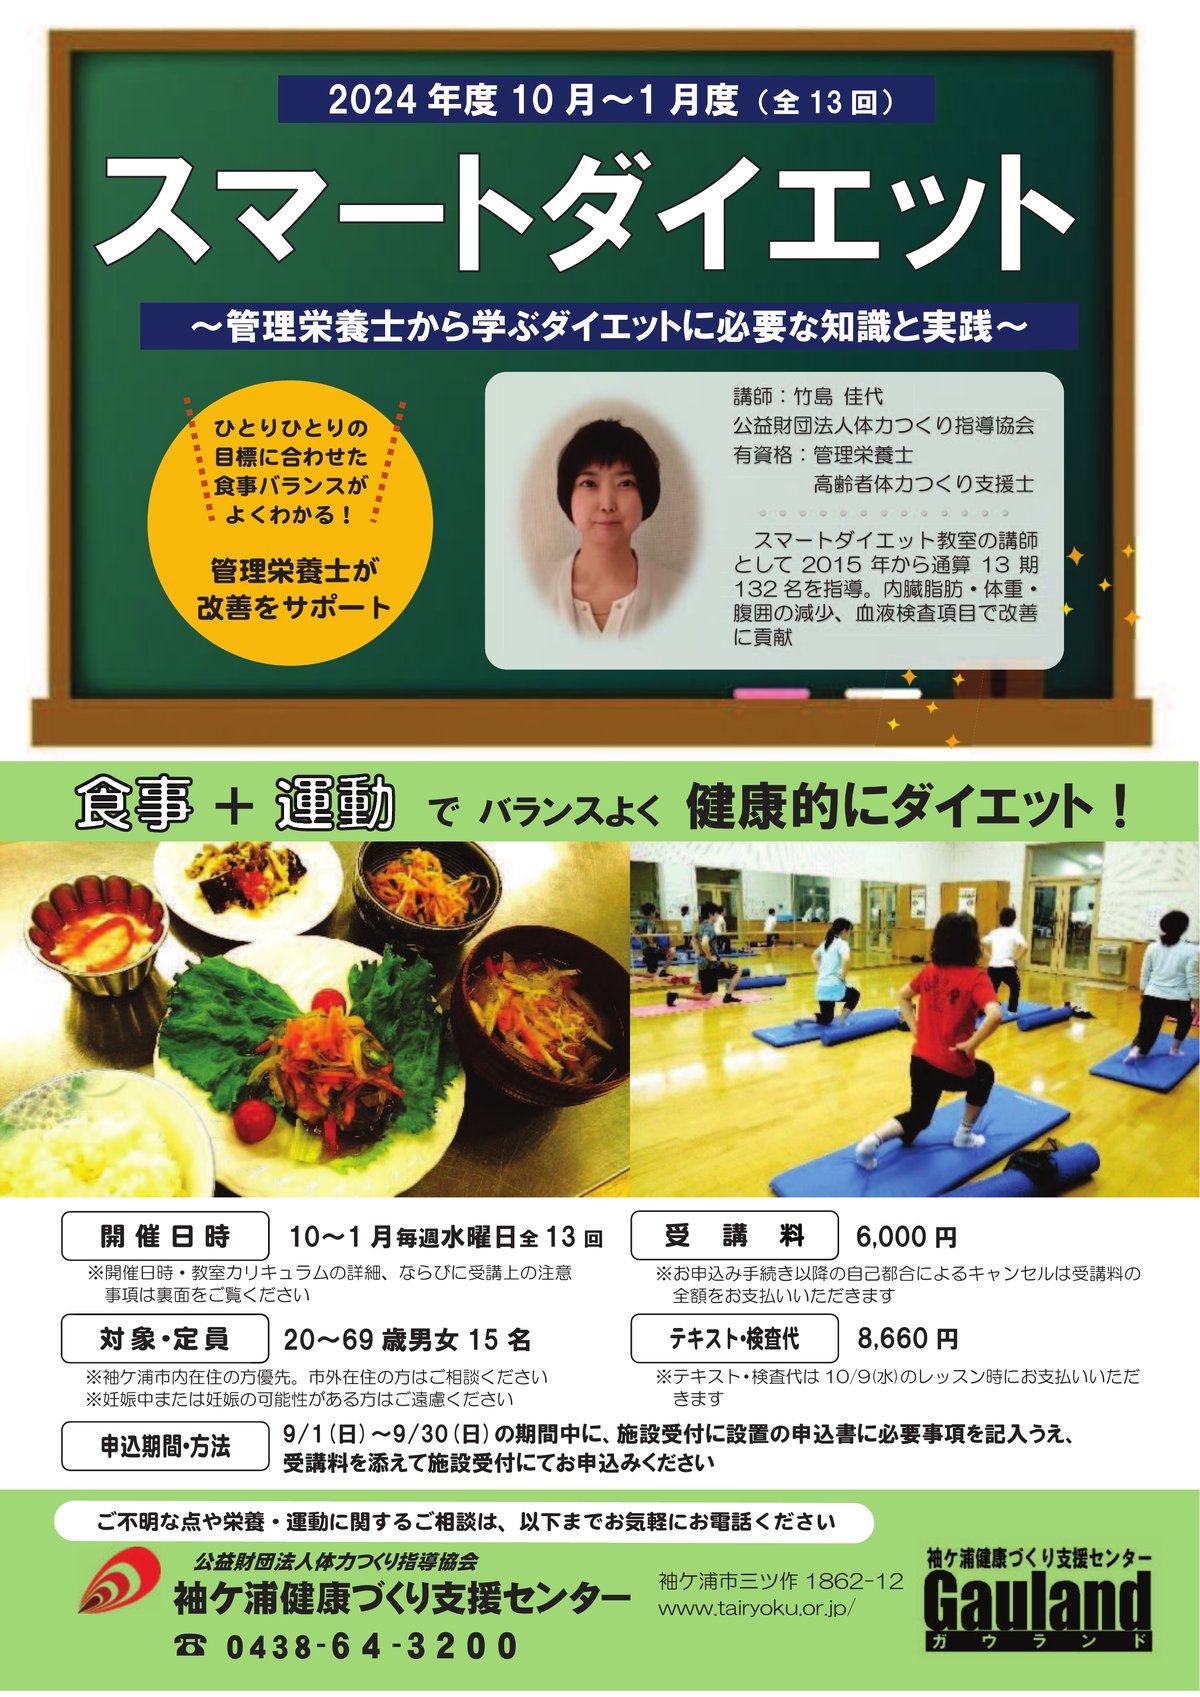 2024 年度 10 月～1 月度（全 13 回）
スマートダイエット
～管理栄養士から学ぶダイエットに必要な知識と実践～
ひとりひとりの
目標に合わせた
食事バランスが
よくわかる！
管理栄養士が
改善をサポート
講師：竹島 佳代
公益財団法人体力つくり指導協会
有資格：管理栄養士
高齢者体力つくり支援士
スマートダイエット教室の講師
として 2015 年から通算 13 期
132 名を指導。内臓脂肪・体重・
腹囲の減少、血液検査項目で改善
に貢献
食事 ＋ 運動 で バランスよく 健康的にダイエット！
開催日時 10～1 月毎週水曜日全 13 回
※開催日時・教室カリキュラムの詳細、ならびに受講上の注意
事項は裏面をご覧ください
受講料 6,000 円
※お申込み手続き以降の自己都合によるキャンセルは受講料の
全額をお支払いいただきます
対象・定員 20～69 歳男女 15 名
※袖ケ浦市内在住の方優先。市外在住の方はご相談ください
※妊娠中または妊娠の可能性がある方はご遠慮ください
テキスト・検査代 8,660 円
※テキスト・検査代は 10/9(水)のレッスン時にお支払いいただ
きます
申込期間・方法 9/1(日)～9/30(日)の期間中に、施設受付に設置の申込書に必要事項を記入うえ、
受講料を添えて施設受付にてお申込みください
ご不明な点や栄養・運動に関するご相談は、以下までお気軽にお電話ください
公益財団法人体力つくり指導協会
袖ケ浦健康づくり支援センター
☎ 0438-64-3200
袖ケ浦市三ツ作 1862-12
www.tairyoku.or.jp/
袖ケ浦健康づくり支援センター
Gauland
ガウランド